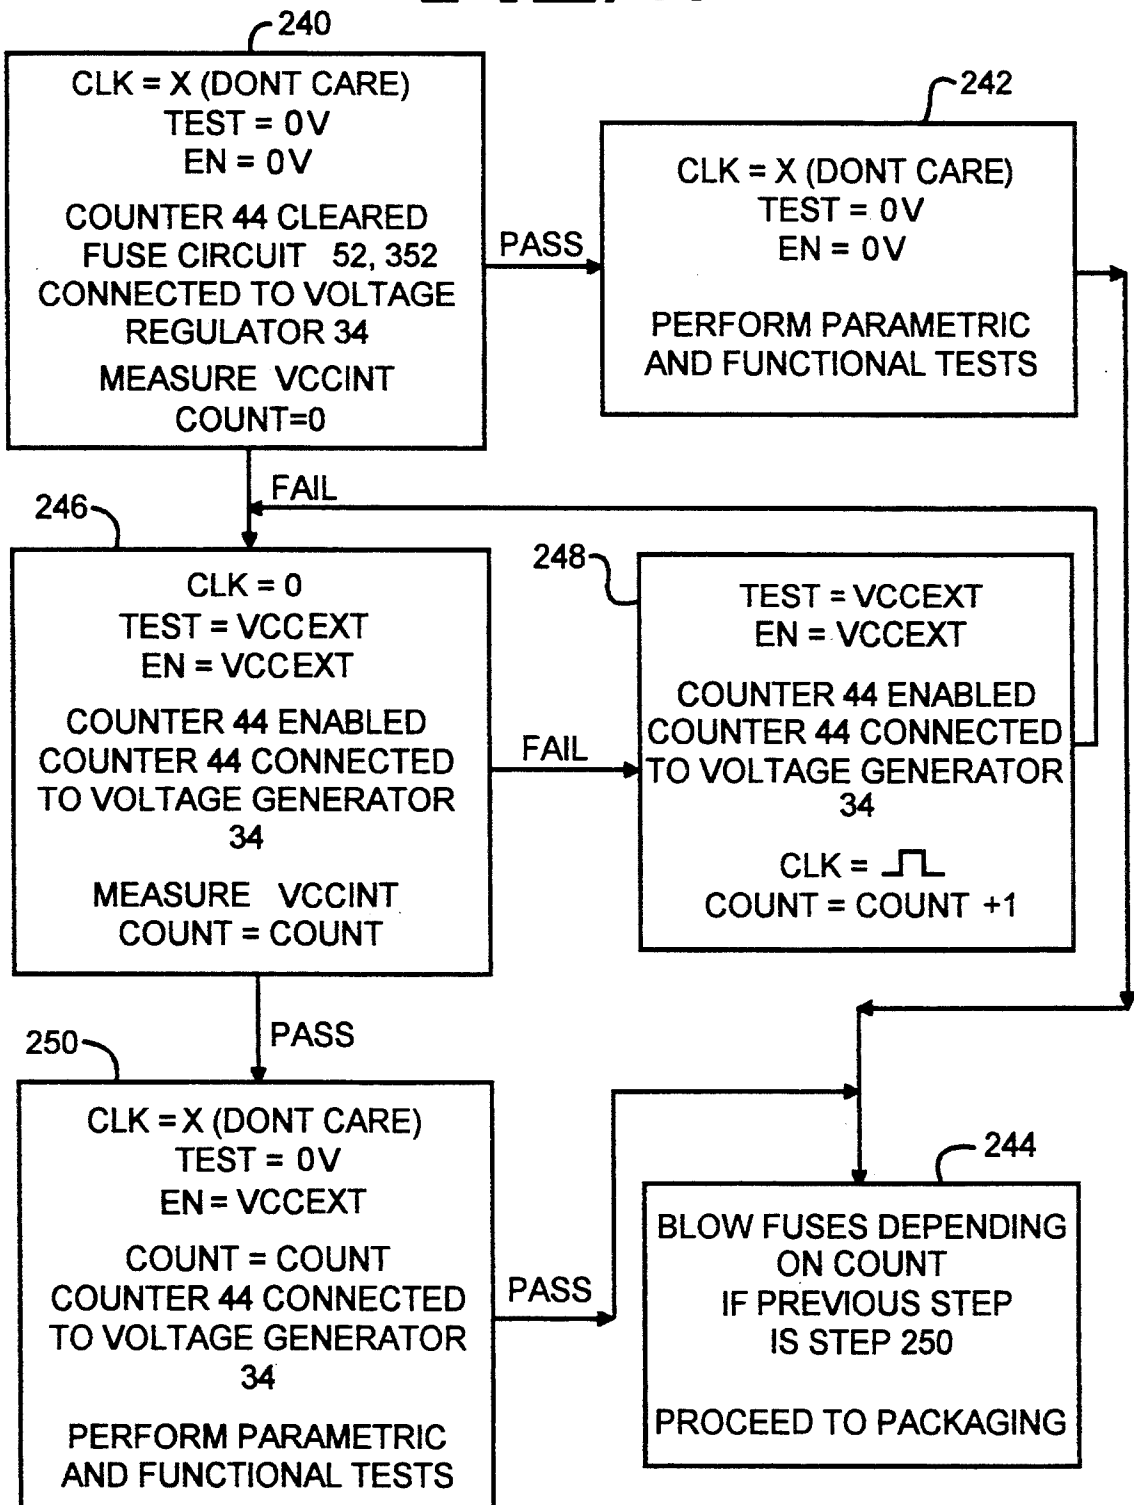 240
CLK = X (DONT CARE)
TEST = 0V
EN = 0V
COUNTER 44 CLEARED
FUSE CIRCUIT 52, 352
CONNECTED TO VOLTAGE
REGULATOR 34
MEASURE VCCINT
COUNT=0
PASS
242
CLK = X (DONT CARE)
TEST = 0V
EN = 0V
PERFORM PARAMETRIC
AND FUNCTIONAL TESTS
FAIL
246
CLK = 0
TEST = VCCEXT
EN = VCCEXT
COUNTER 44 ENABLED
COUNTER 44 CONNECTED
TO VOLTAGE GENERATOR
34
MEASURE VCCINT
COUNT = COUNT
FAIL
248
TEST = VCCEXT
EN = VCCEXT
COUNTER 44 ENABLED
COUNTER 44 CONNECTED
TO VOLTAGE GENERATOR
34
CLK =
COUNT = COUNT +1
PASS
250
CLK = X (DONT CARE)
TEST = 0V
EN = VCCEXT
COUNT = COUNT
COUNTER 44 CONNECTED
TO VOLTAGE GENERATOR
34
PERFORM PARAMETRIC
AND FUNCTIONAL TESTS
PASS
244
BLOW FUSES DEPENDING
ON COUNT
IF PREVIOUS STEP
IS STEP 250
PROCEED TO PACKAGING